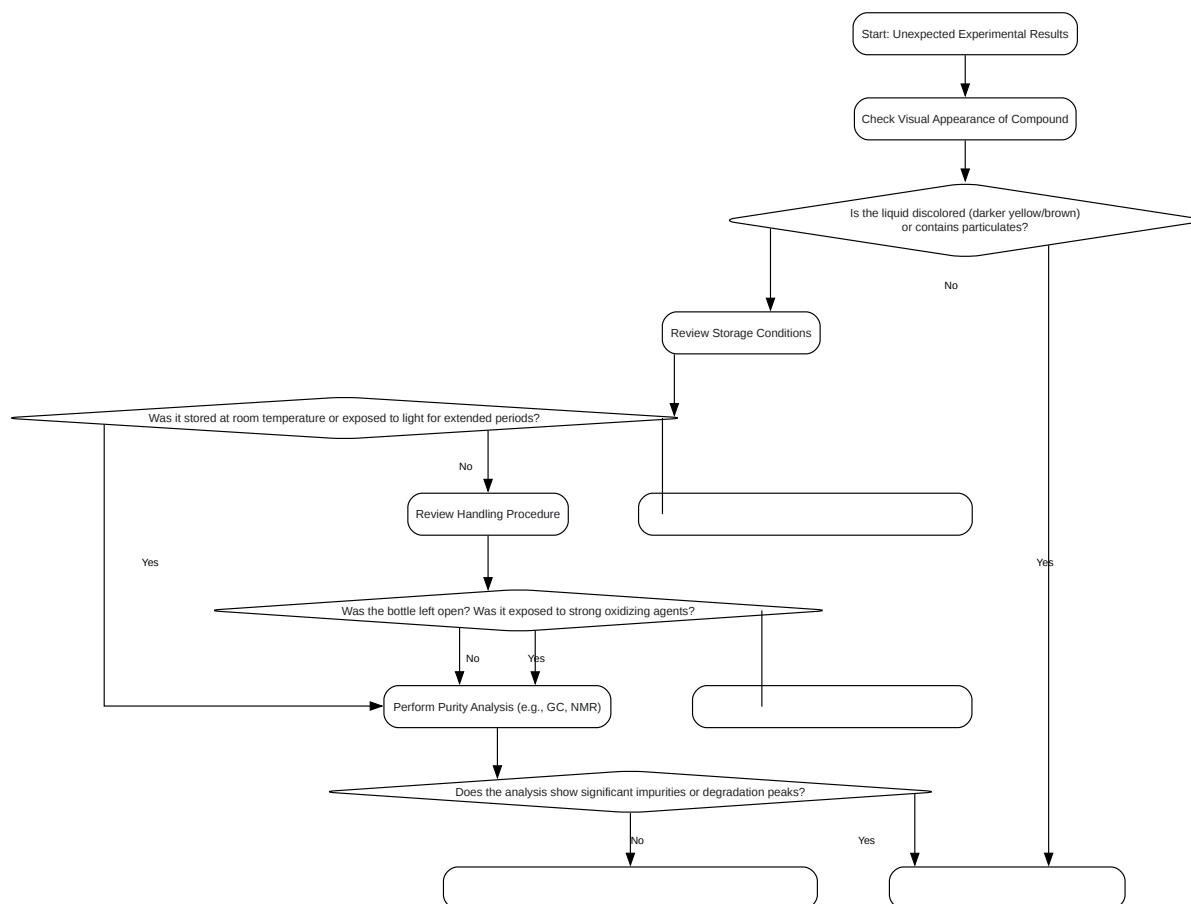 Start: Unexpected Experimental Results
Check Visual Appearance of Compound
Is the liquid discolored (darker yellow/brown)
or contains particulates?
No
Review Storage Conditions
Was it stored at room temperature or exposed to light for extended periods?
No
Review Handling Procedure
Yes
Yes
Was the bottle left open? Was it exposed to strong oxidizing agents?
No
Yes
Perform Purity Analysis (e.g., GC, NMR)
Does the analysis show significant impurities or degradation peaks?
No
Yes